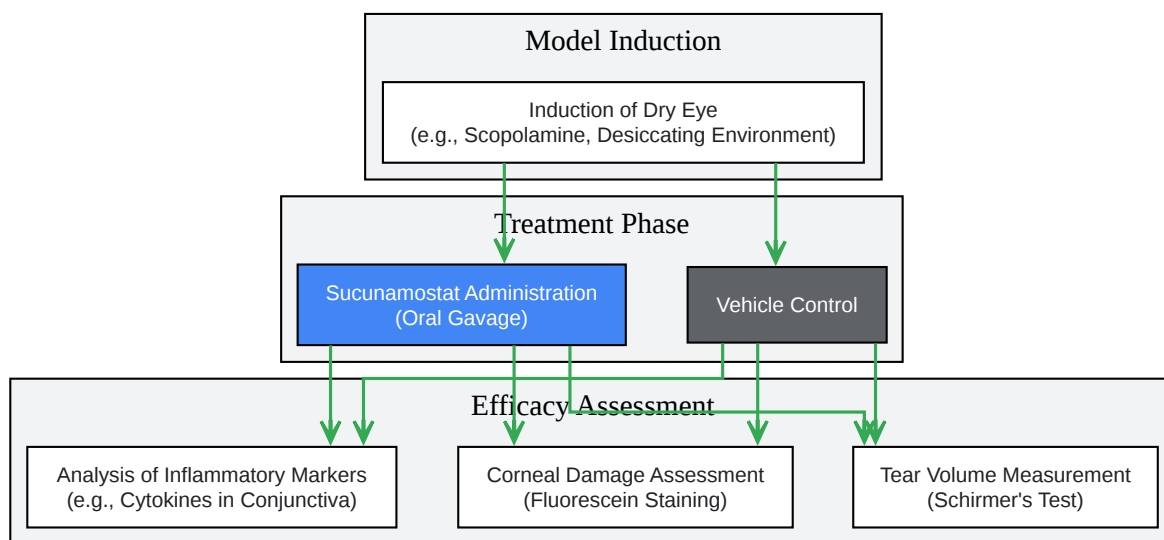 Model Induction
Induction of Dry Eye
(e.g., Scopolamine, Desiccating Environment)
Treatment Phase
Sucunamostat Administration
(Oral Gavage)
Vehicle Control
Efficacy Assessment
Analysis of Inflammatory Markers
(e.g., Cytokines in Conjunctiva)
Corneal Damage Assessment
(Fluorescein Staining)
Tear Volume Measurement
(Schirmer's Test)